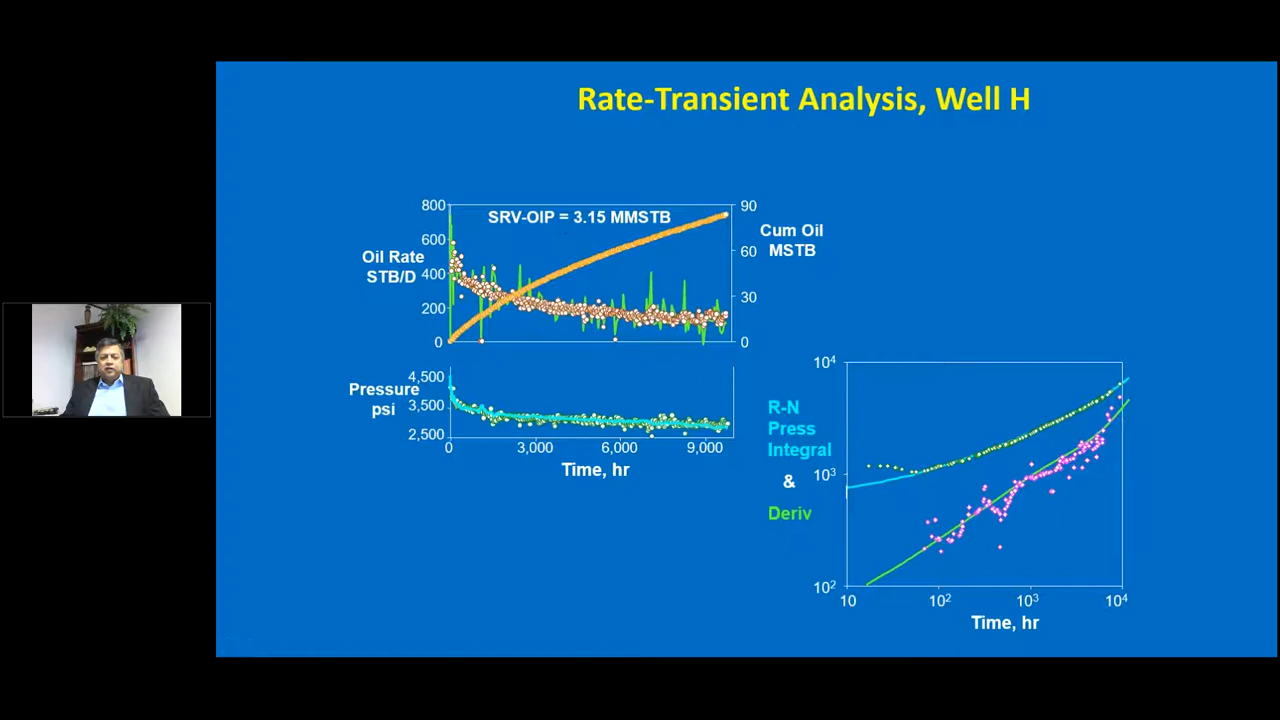 Rate-Transient Analysis, Well H
800
600
400
200
0
Oil Rate
STB/D
SRV-OIP = 3.15 MMSTB
90
60
30
0
Cum Oil
MSTB
4,500
3,500
2,500
Pressure
psi
0 3,000 6,000 9,000
Time, hr
R-N
Press
Integral
&
Deriv
10⁴
10³
10²
10 10² 10³ 10⁴
Time, hr